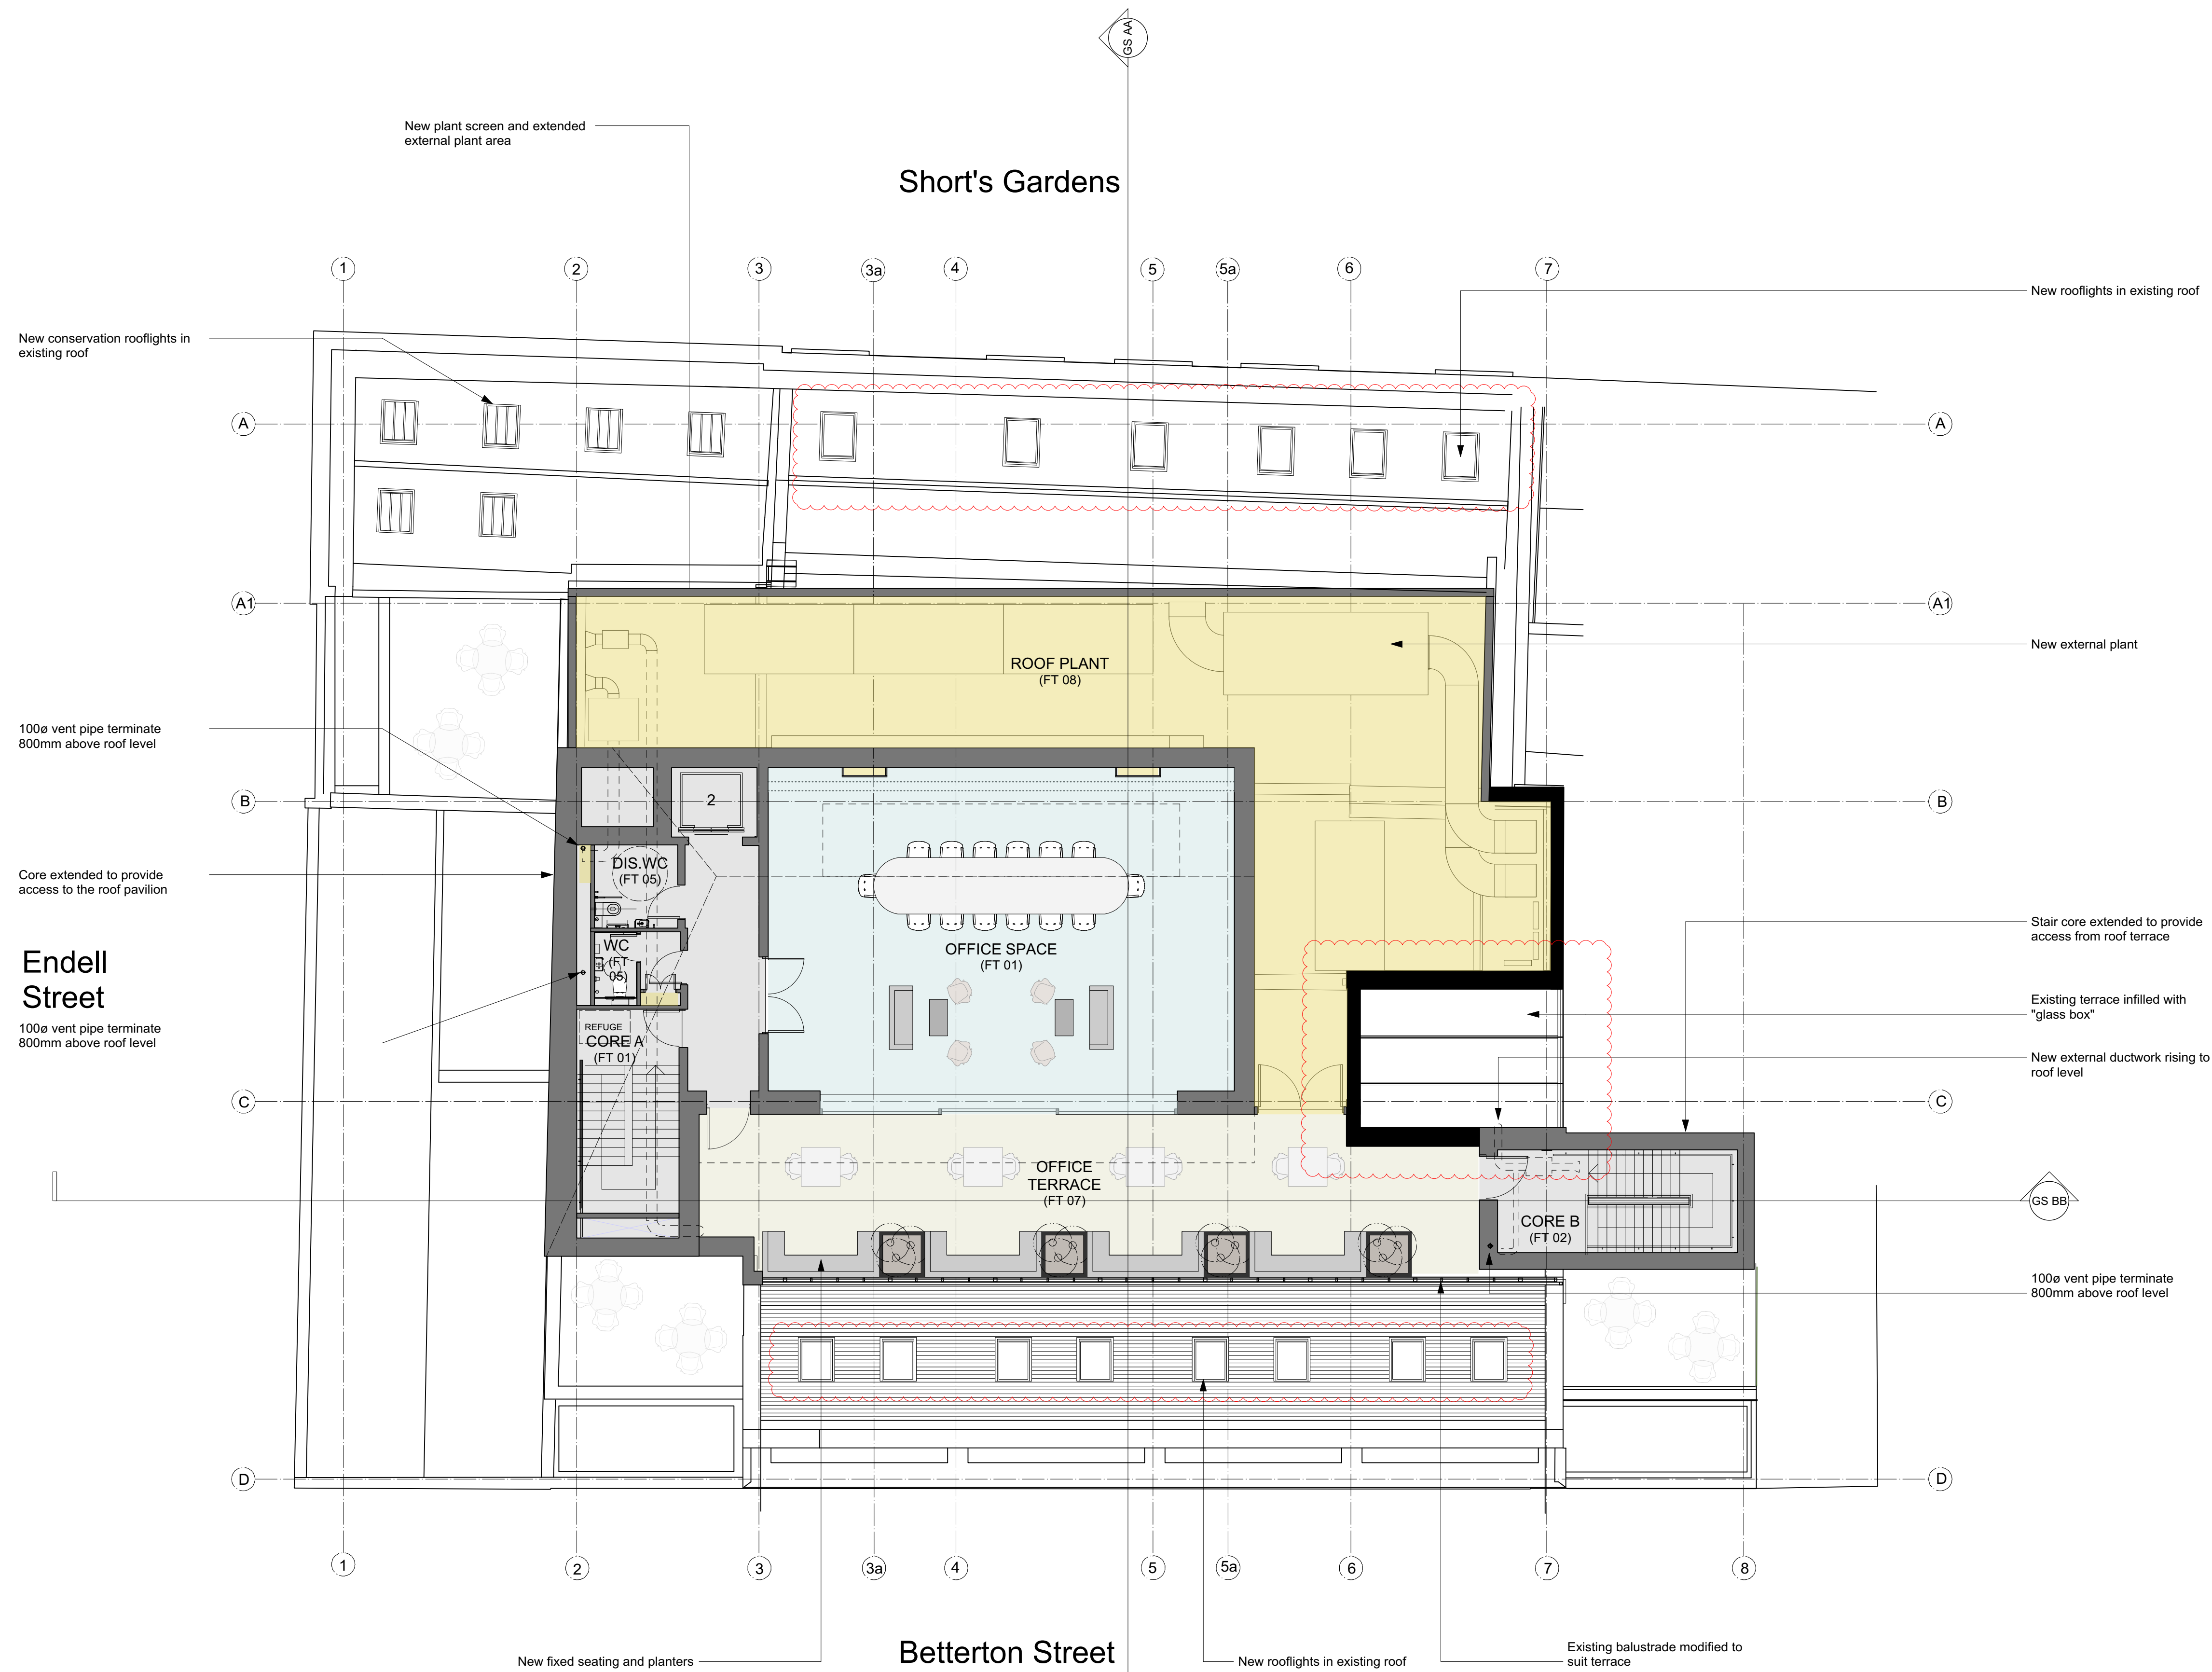 GS AA
New plant screen and extended
external plant area
Short's Gardens
1
2
3
3a
4
5
5a
6
7
New rooflights in existing roof
New conservation rooflights in
existing roof
A
A
A1
A1
New external plant
ROOF PLANT
(FT 08)
100ø vent pipe terminate
800mm above roof level
B
2
B
Core extended to provide
access to the roof pavilion
DIS.WC
(FT 05)
Stair core extended to provide
access from roof terrace
WC
(FT
05)
OFFICE SPACE
(FT 01)
Endell
Street
Existing terrace infilled with
"glass box"
100ø vent pipe terminate
800mm above roof level
REFUGE
CORE A
(FT 01)
New external ductwork rising to
roof level
C
C
OFFICE
TERRACE
(FT 07)
GS BB
CORE B
(FT 02)
100ø vent pipe terminate
800mm above roof level
D
D
1
2
3
3a
4
5
5a
6
7
8
Betterton Street
New fixed seating and planters
New rooflights in existing roof
Existing balustrade modified to
suit terrace